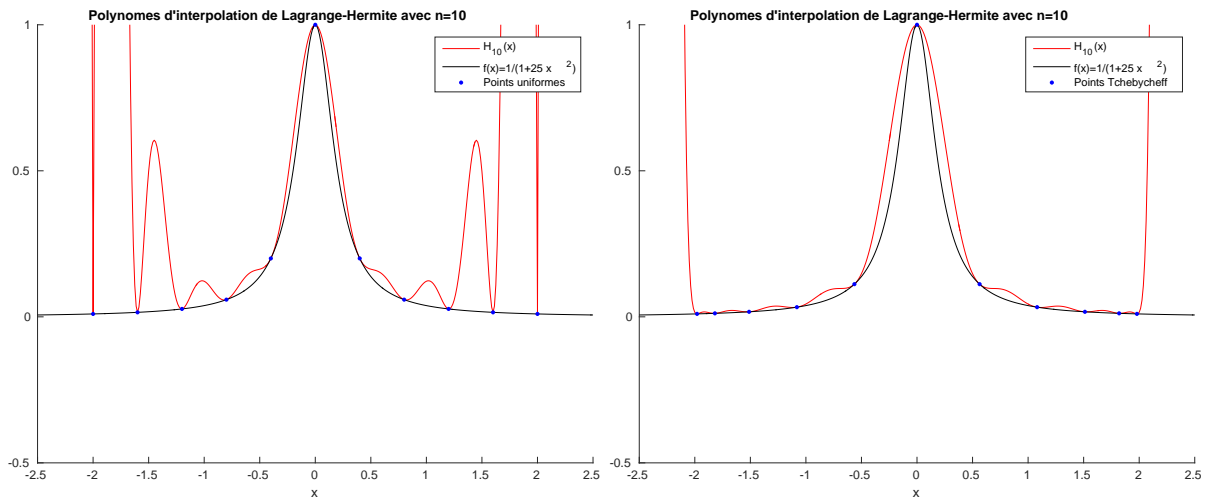 Polynomes d'interpolation de Lagrange-Hermite avec n=10
1
0.5
0
-0.5
-2.5 -2 -1.5 -1 -0.5 0 0.5 1 1.5 2 2.5
x
H₁₀(x)
f(x)=1/(1+25 x ²)
Points uniformes
Polynomes d'interpolation de Lagrange-Hermite avec n=10
1
0.5
0
-0.5
-2.5 -2 -1.5 -1 -0.5 0 0.5 1 1.5 2 2.5
x
H₁₀(x)
f(x)=1/(1+25 x ²)
Points Tchebycheff